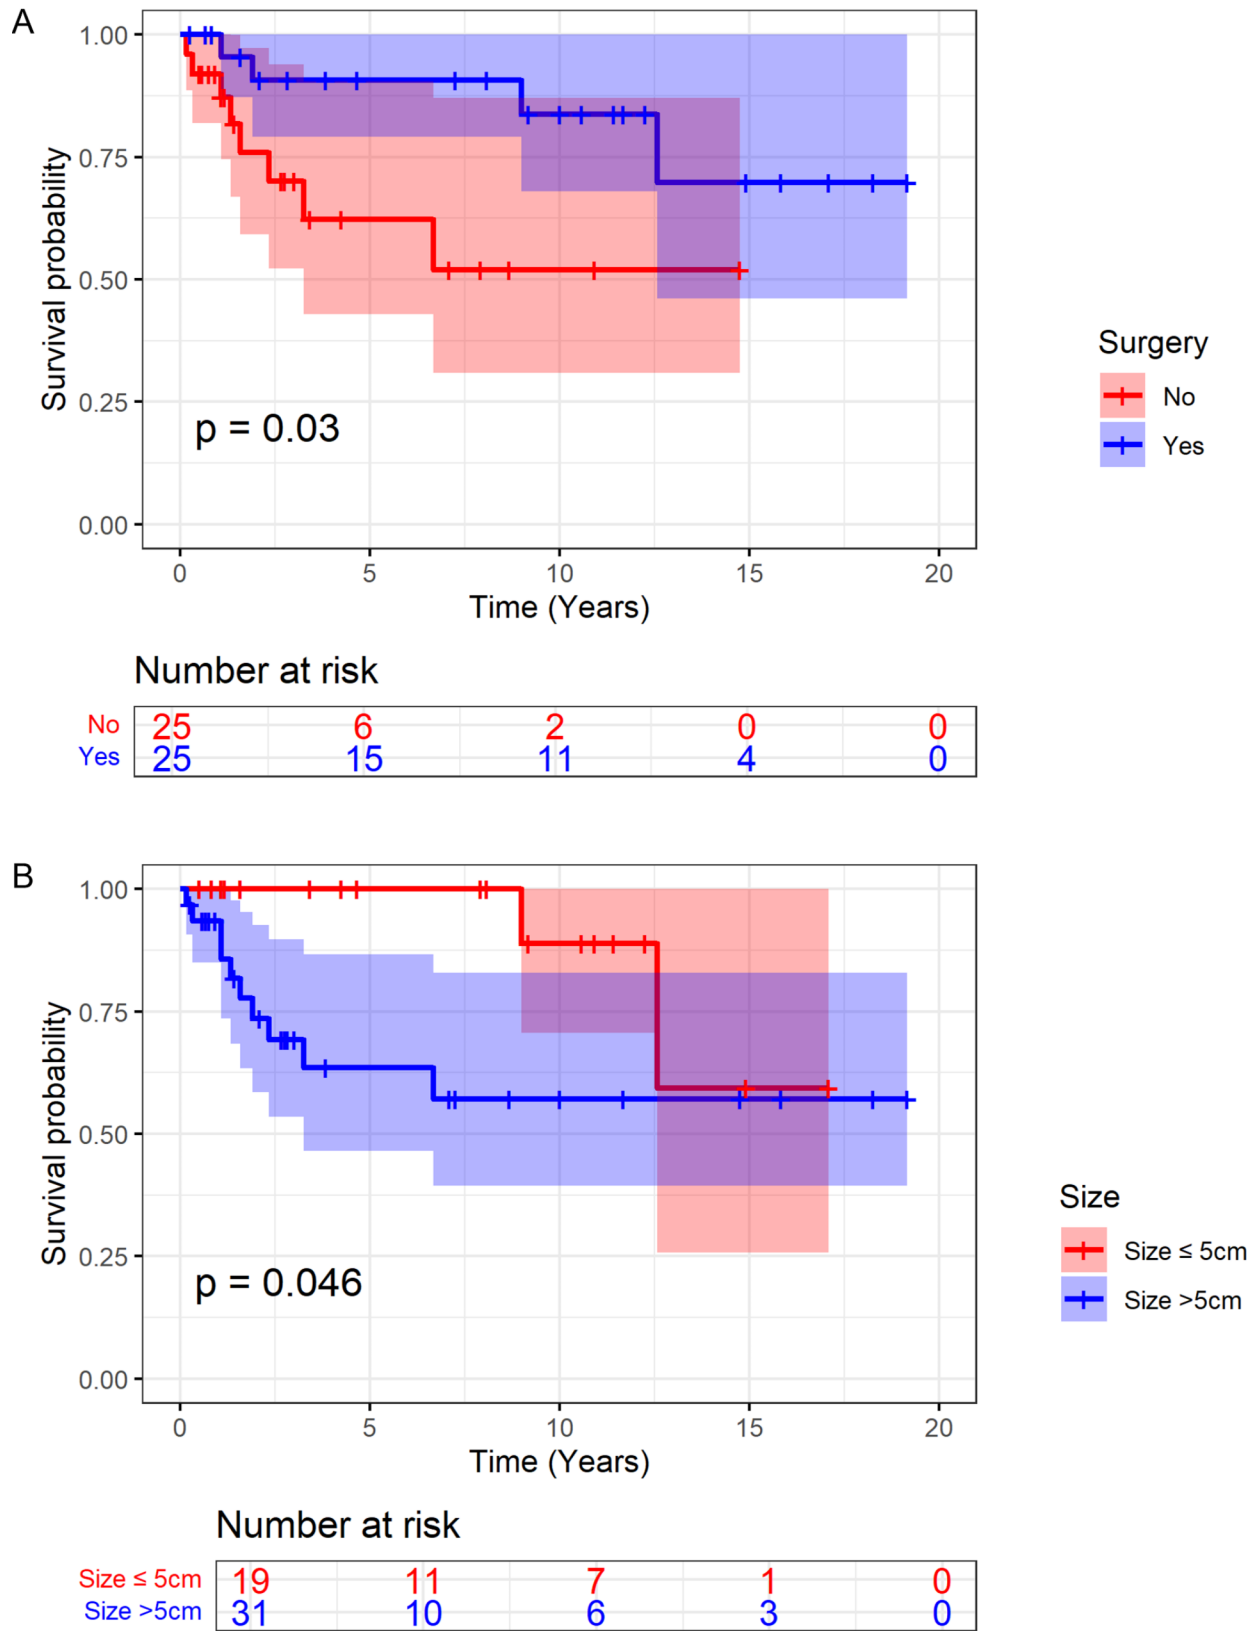 A
1.00
0.75
0.50
0.25
0.00
Survival probability
p = 0.03
0 5 10 15 20
Time (Years)
Surgery
No
Yes
Number at risk
No 25 6 2 0 0
Yes 25 15 11 4 0
B
1.00
0.75
0.50
0.25
0.00
Survival probability
p = 0.046
0 5 10 15 20
Time (Years)
Size
Size ≤ 5cm
Size >5cm
Number at risk
Size ≤ 5cm 19 11 7 1 0
Size >5cm 31 10 6 3 0